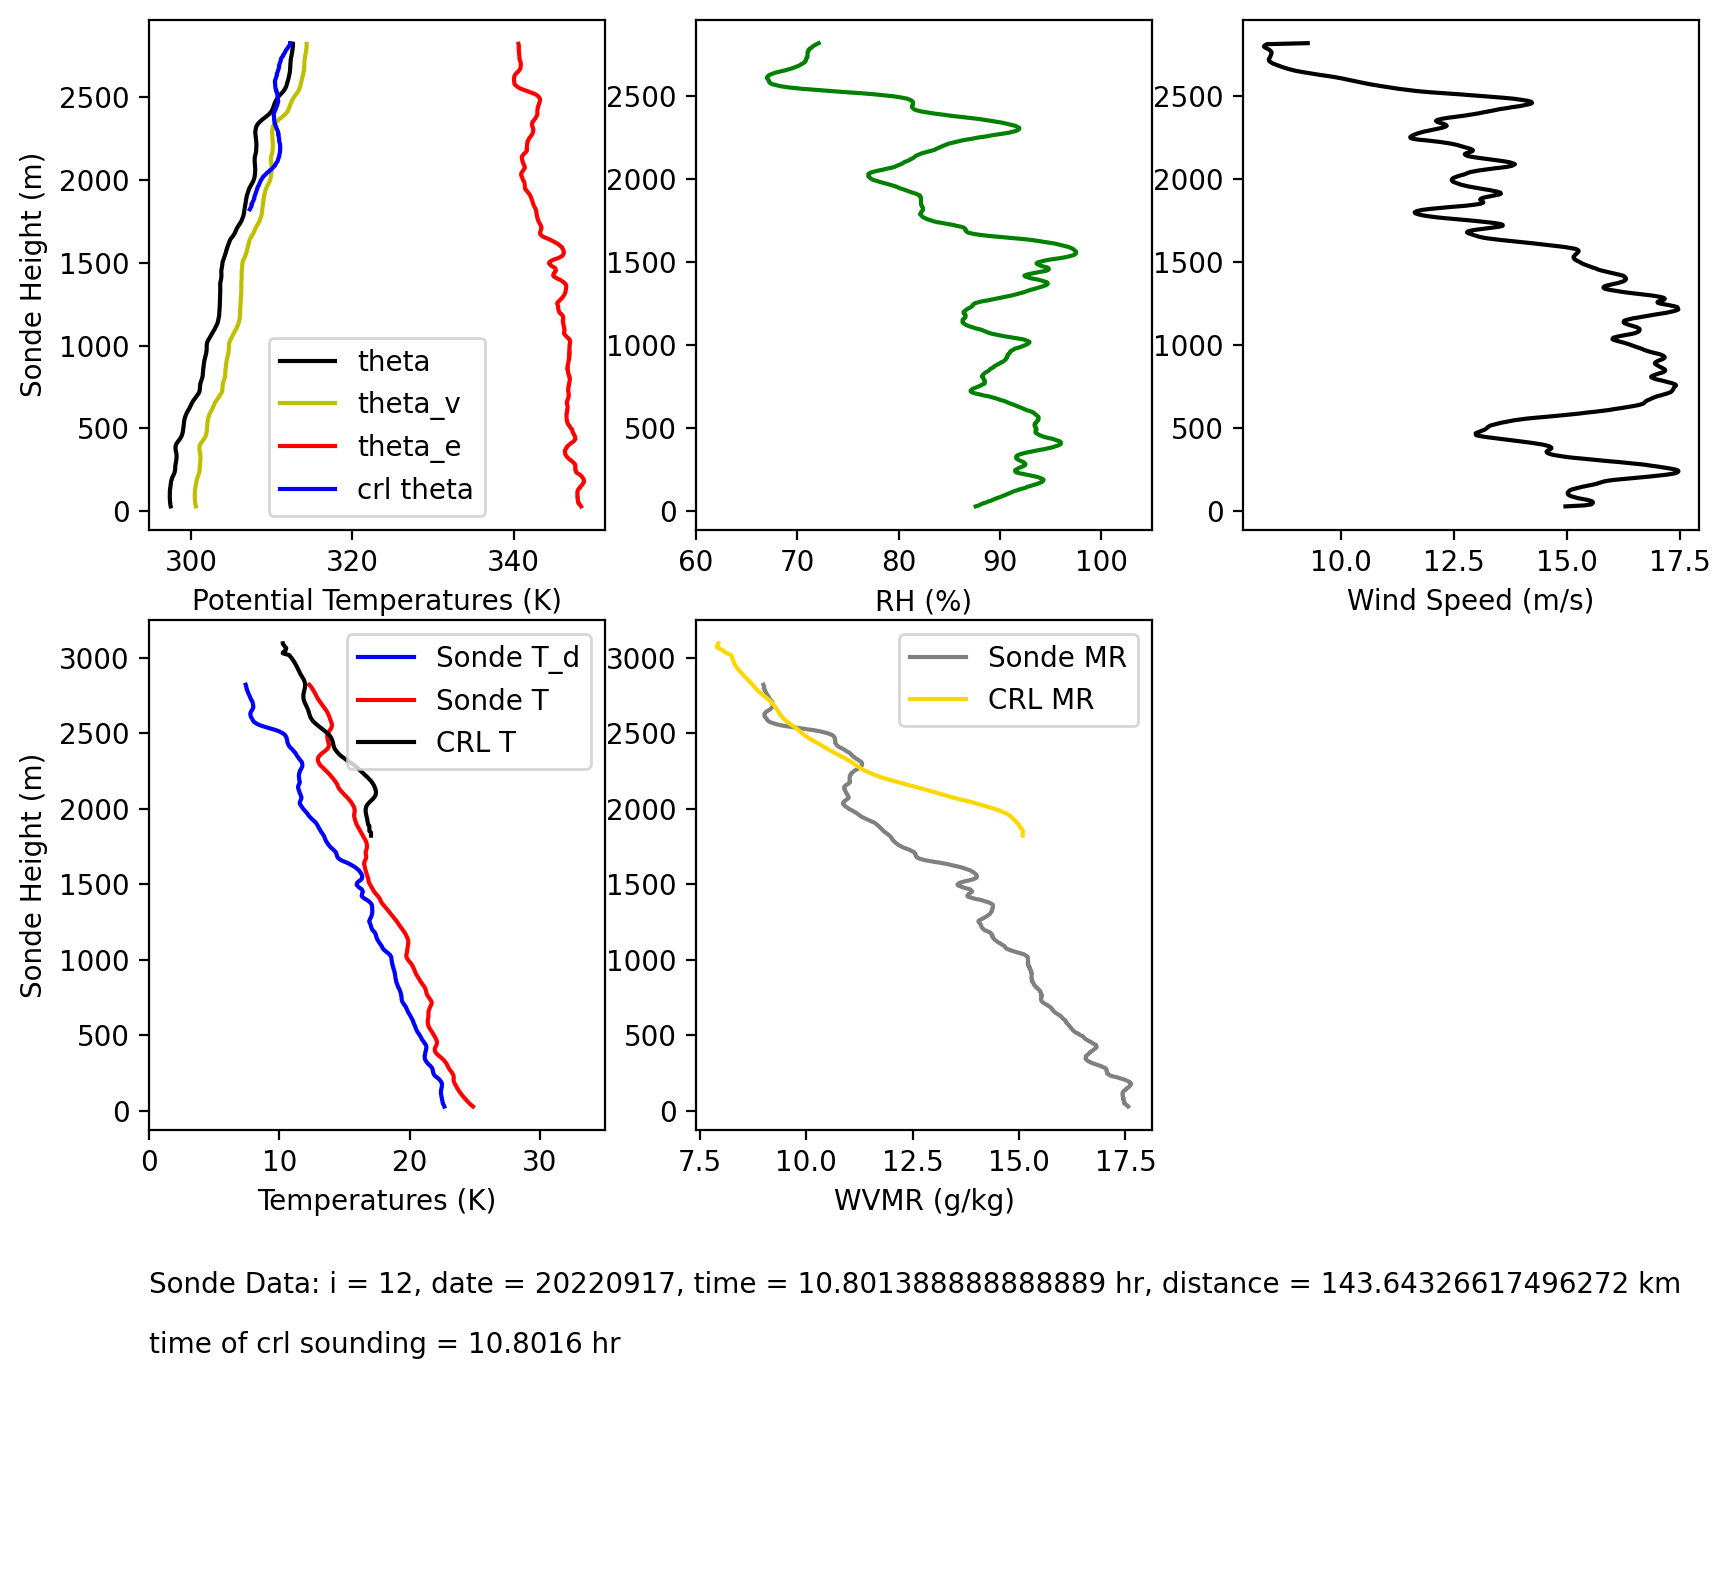 Sonde Height (m)
2500
2000
1500
1000
500
0
300
320
340
Potential Temperatures (K)
theta
theta_v
theta_e
crl theta
2500
2000
1500
1000
500
0
60
70
80
90
100
RH (%)
2500
2000
1500
1000
500
0
10.0
12.5
15.0
17.5
Wind Speed (m/s)
Sonde Height (m)
3000
2500
2000
1500
1000
500
0
0
10
20
30
Temperatures (K)
Sonde T_d
Sonde T
CRL T
3000
2500
2000
1500
1000
500
0
7.5
10.0
12.5
15.0
17.5
WVMR (g/kg)
Sonde MR
CRL MR
Sonde Data: i = 12, date = 20220917, time = 10.801388888888889 hr, distance = 143.64326617496272 km
time of crl sounding = 10.8016 hr